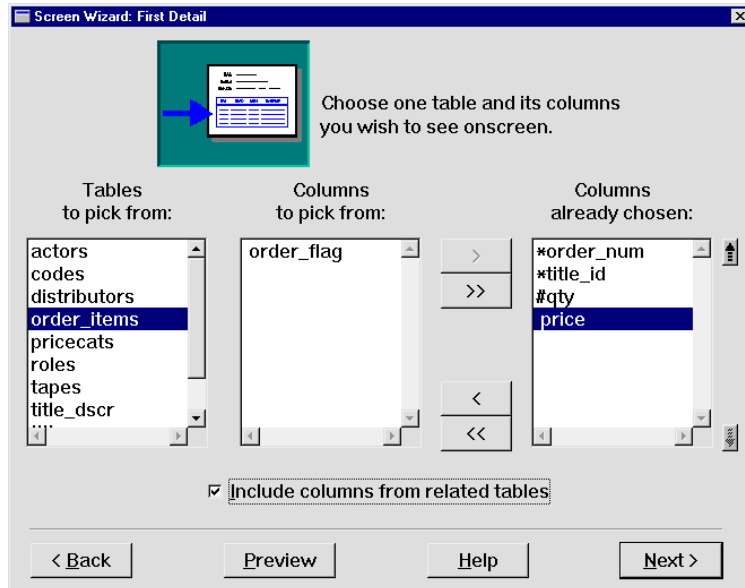 Screen Wizard: First Detail
Choose one table and its columns
you wish to see onscreen.
Tables
to pick from:
Columns
to pick from:
Columns
already chosen:
actors
codes
distributors
order_items
pricecats
roles
tapes
title_dscr
order_flag
>
>>
<
<<
*order_num
*title_id
#qty
price
Include columns from related tables
< Back
Preview
Help
Next >